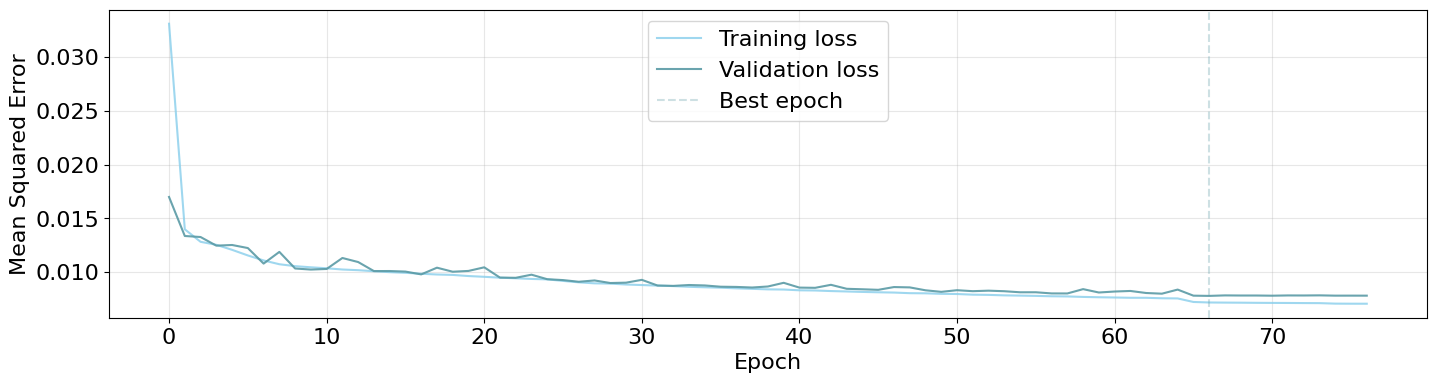 Mean Squared Error
0.030
0.025
0.020
0.015
0.010
Training loss
Validation loss
Best epoch
0 10 20 30 40 50 60 70
Epoch